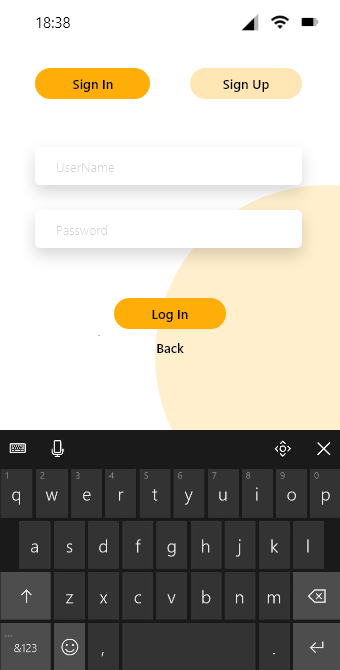 18:38
Sign In Sign Up
UserName
Password
Log In
Back
1 2 3 4 5 6 7 8 9 0
q w e r t y u i o p
a s d f g h j k l
z x c v b n m
... &123 , .